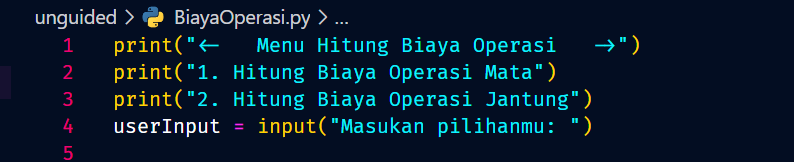 unguided > BiayaOperasi.py > ...
1 print("<-   Menu Hitung Biaya Operasi   ->")
2 print("1. Hitung Biaya Operasi Mata")
3 print("2. Hitung Biaya Operasi Jantung")
4 userInput = input("Masukan pilihanmu: ")
5